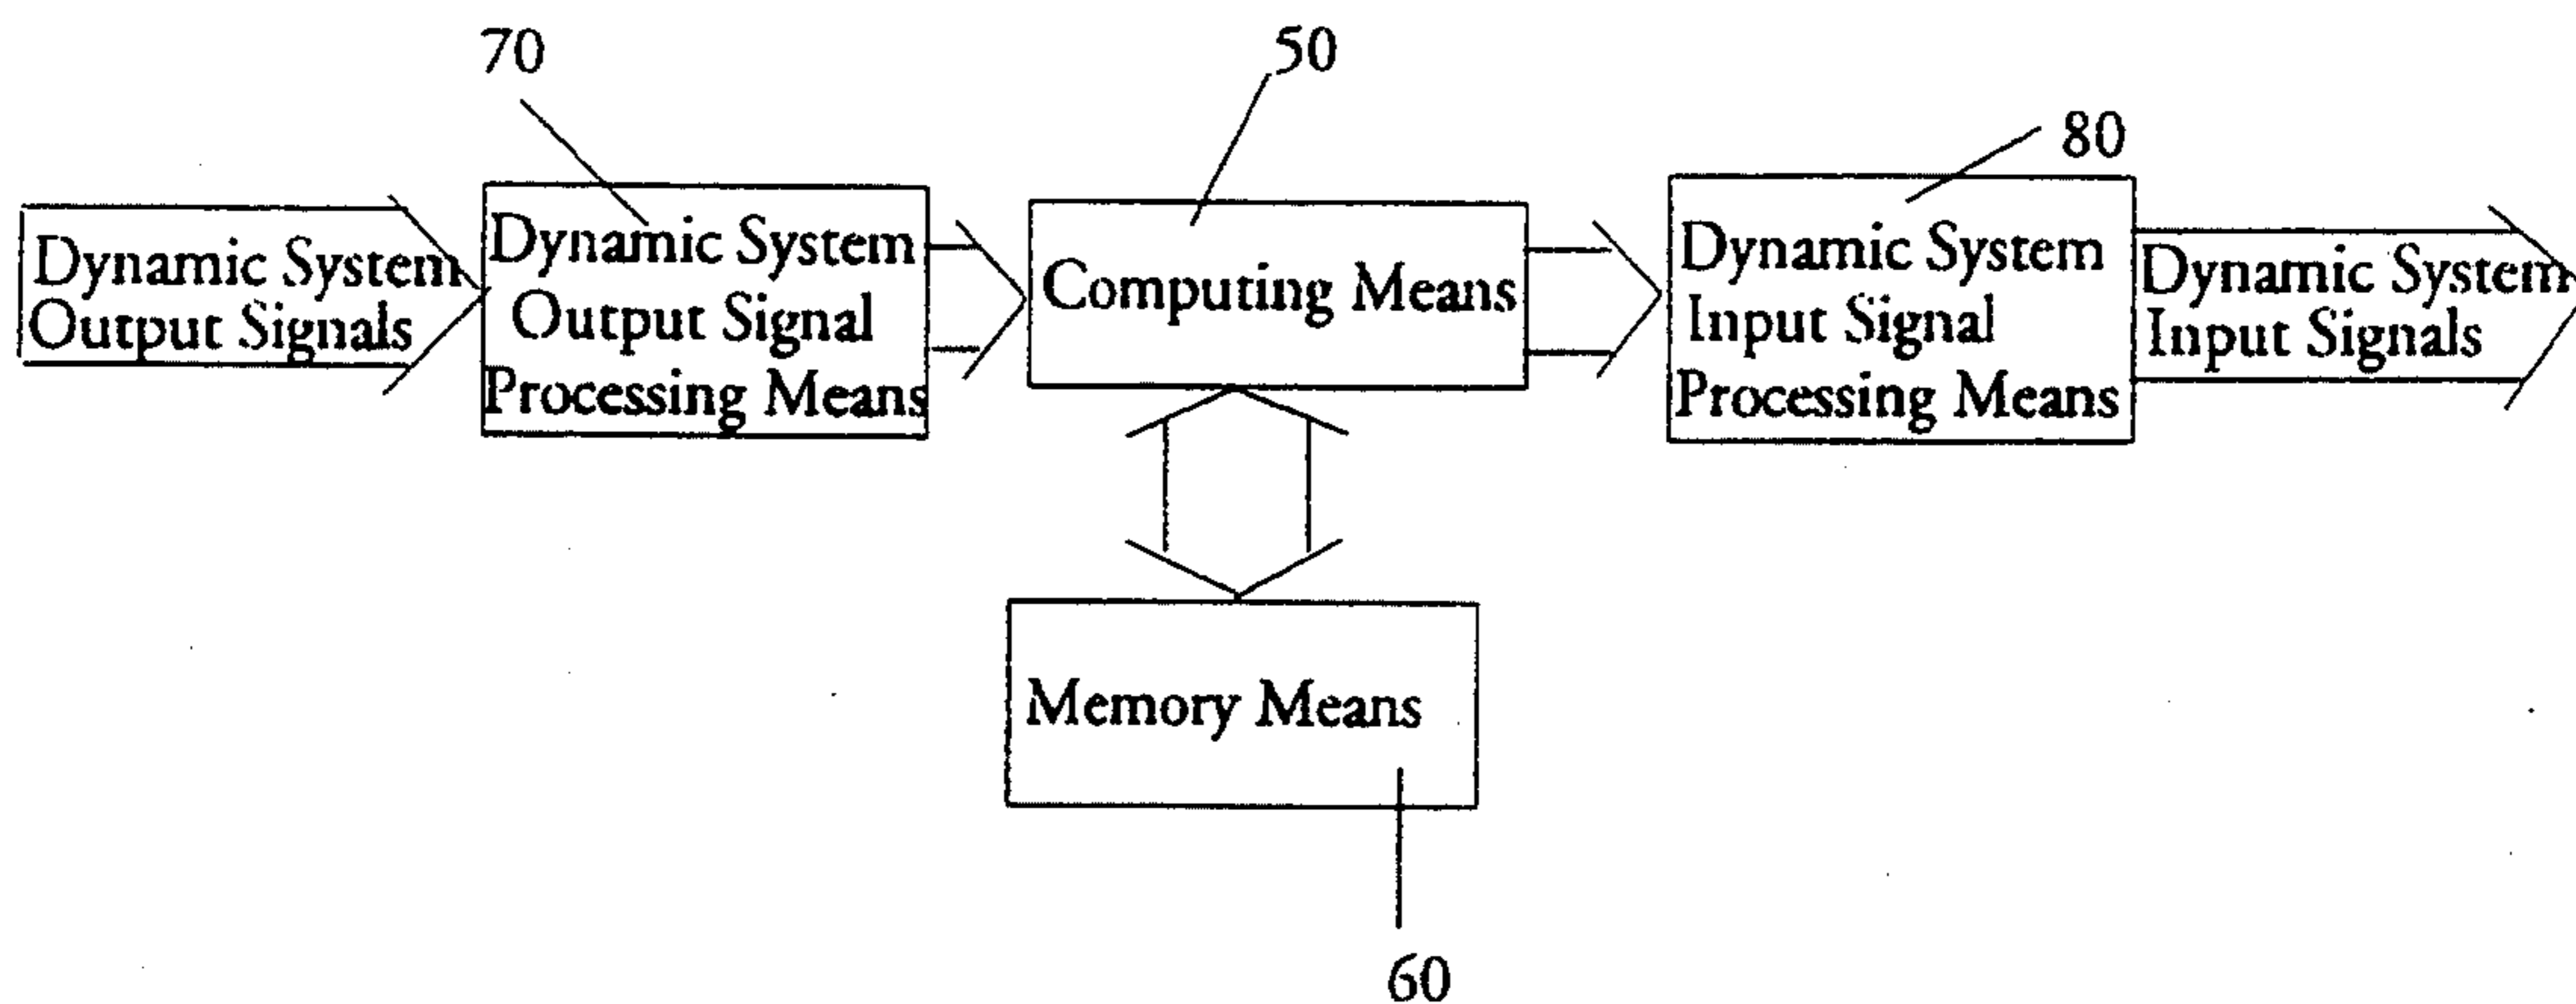 70
50
80
Dynamic System
Output Signals
Dynamic System
Output Signal
Processing Means
Computing Means
Dynamic System
Input Signal
Processing Means
Dynamic System
Input Signals
Memory Means
60